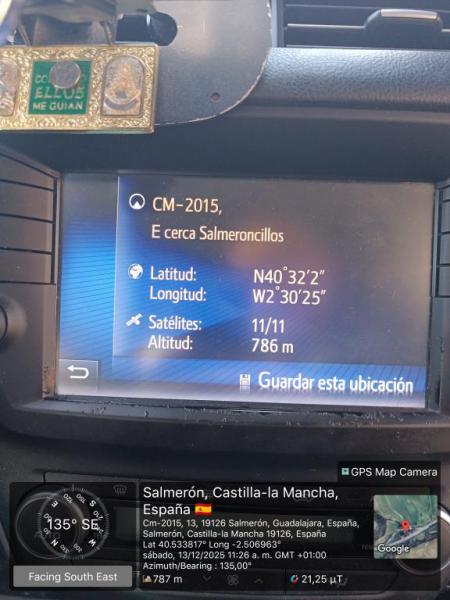 CO
ELLOS
ME GUIAN
CM-2015,
E cerca Salmeroncillos
Latitud: N40°32'2"
Longitud: W2°30'25"
Satélites: 11/11
Altitud: 786 m
Guardar esta ubicación
GPS Map Camera
135° SE
Facing South East
Salmerón, Castilla-la Mancha,
España 🇪🇸
Cm-2015, 13, 19126 Salmerón, Guadalajara, España,
Salmerón, Castilla-la Mancha 19126, España
Lat 40.533817° Long -2.506963°
sábado, 13/12/2025 11:26 a. m. GMT +01:00
Azimuth/Bearing : 135,00°
787 m
21,25 µT
Google